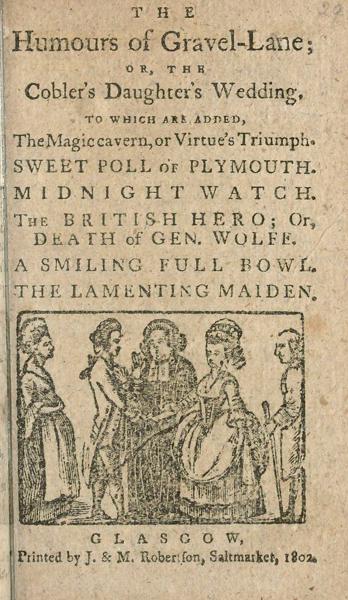 THE
Humours of Gravel-Lane;
OR, THE
Cobler's Daughter's Wedding.
TO WHICH ARE ADDED,
The Magic cavern, or Virtue's Triumph.
SWEET POLL OF PLYMOUTH.
MIDNIGHT WATCH.
THE BRITISH HERO; Or,
DEATH of GEN. WOLFE.
A SMILING FULL BOWL.
THE LAMENTING MAIDEN.
GLASGOW,
Printed by J. & M. Robertſon, Saltmarket, 1802.